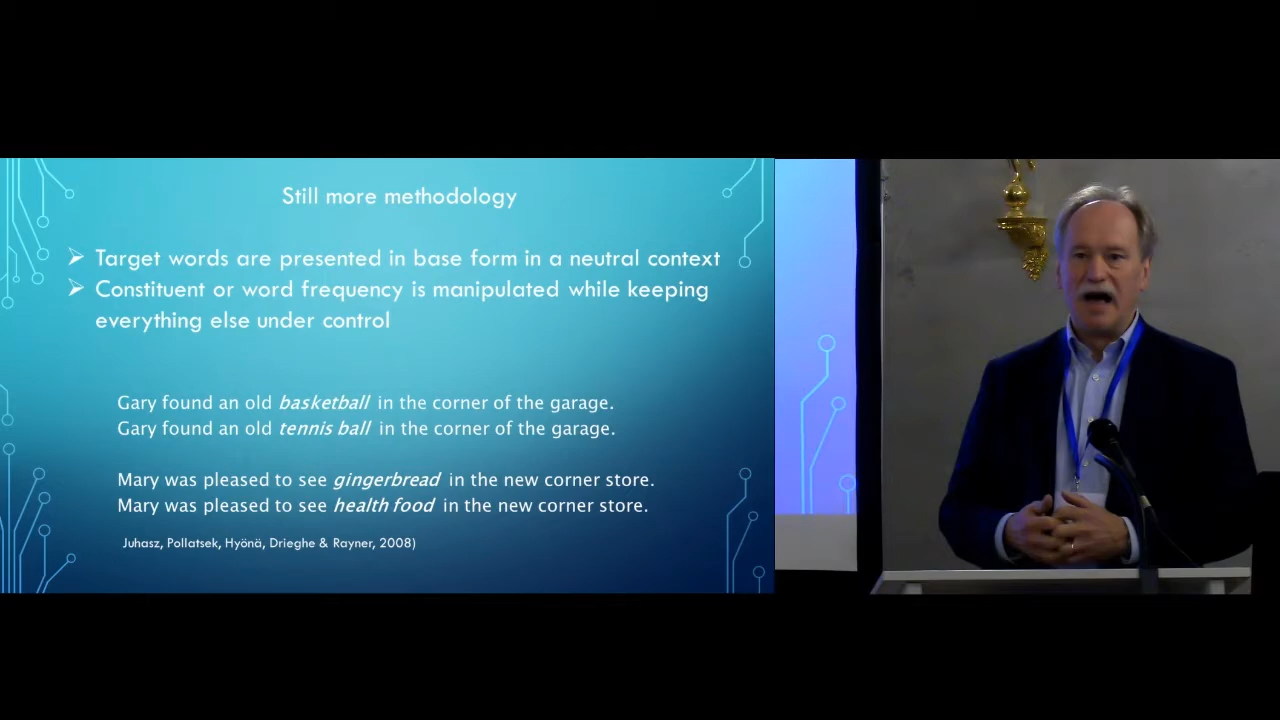 Still more methodology
Target words are presented in base form in a neutral context
Constituent or word frequency is manipulated while keeping
everything else under control
Gary found an old basketball in the corner of the garage.
Gary found an old tennis ball in the corner of the garage.
Mary was pleased to see gingerbread in the new corner store.
Mary was pleased to see health food in the new corner store.
Juhasz, Pollatsek, Hyönä, Drieghe & Rayner, 2008)